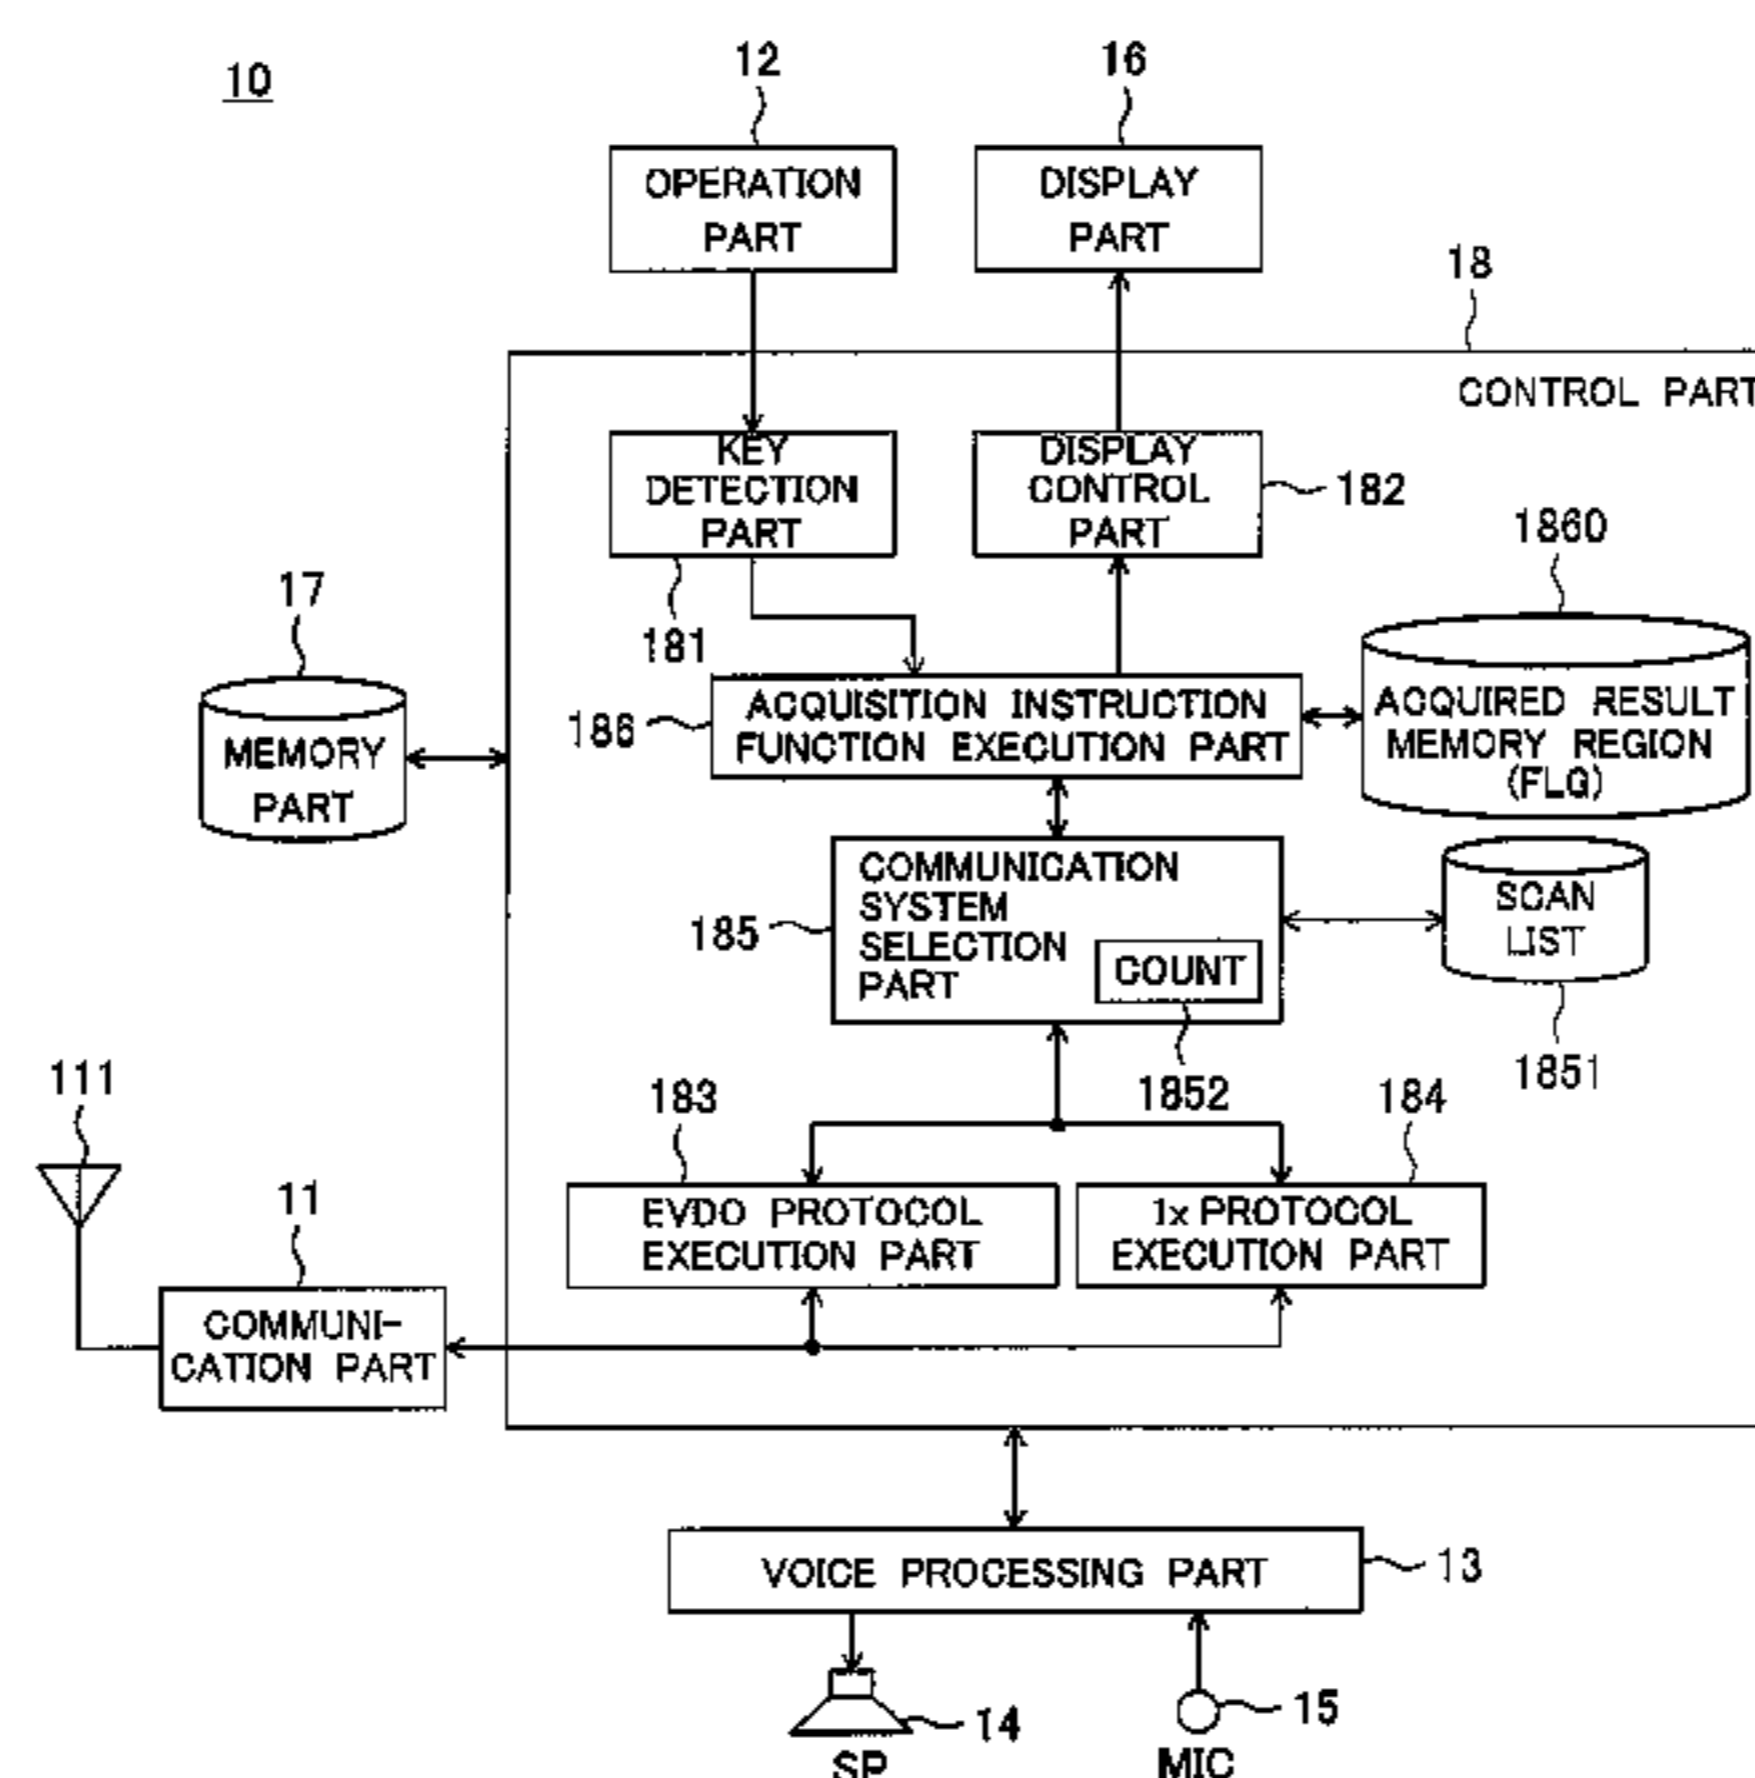 10
12
16
OPERATION
PART
DISPLAY
PART
18
CONTROL PART
KEY
DETECTION
PART
DISPLAY
CONTROL
PART
182
1860
17
181
MEMORY
PART
186
ACQUISITION INSTRUCTION
FUNCTION EXECUTION PART
ACQUIRED RESULT
MEMORY REGION
(FLG)
185
COMMUNICATION
SYSTEM
SELECTION
PART
COUNT
SCAN
LIST
1851
1852
111
183
184
11
EVDO PROTOCOL
EXECUTION PART
1x PROTOCOL
EXECUTION PART
COMMUNI-
CATION PART
VOICE PROCESSING PART
13
14
15
SP
MIC